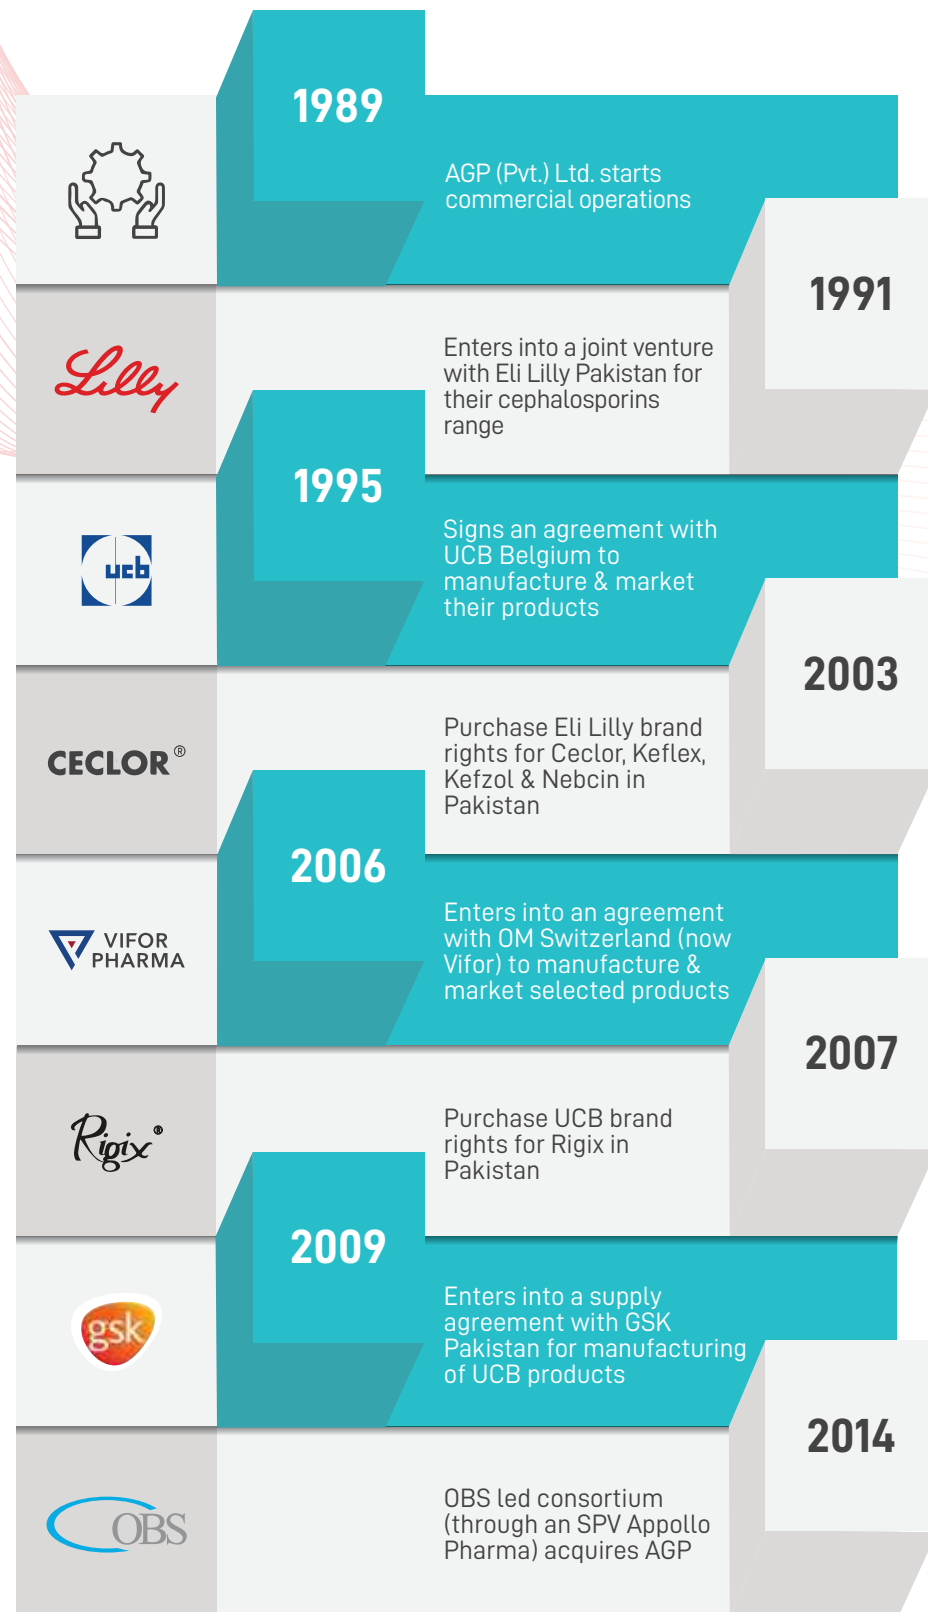 1989
AGP (Pvt.) Ltd. starts
commercial operations
1991
Lilly
Enters into a joint venture
with Eli Lilly Pakistan for
their cephalosporins
range
1995
ucb
Signs an agreement with
UCB Belgium to
manufacture & market
their products
2003
CECLOR®
Purchase Eli Lilly brand
rights for Ceclor, Keflex,
Kefzol & Nebcin in
Pakistan
2006
VIFOR
PHARMA
Enters into an agreement
with OM Switzerland (now
Vifor) to manufacture &
market selected products
2007
Rigix®
Purchase UCB brand
rights for Rigix in
Pakistan
2009
gsk
Enters into a supply
agreement with GSK
Pakistan for manufacturing
of UCB products
2014
OBS
OBS led consortium
(through an SPV Appollo
Pharma) acquires AGP